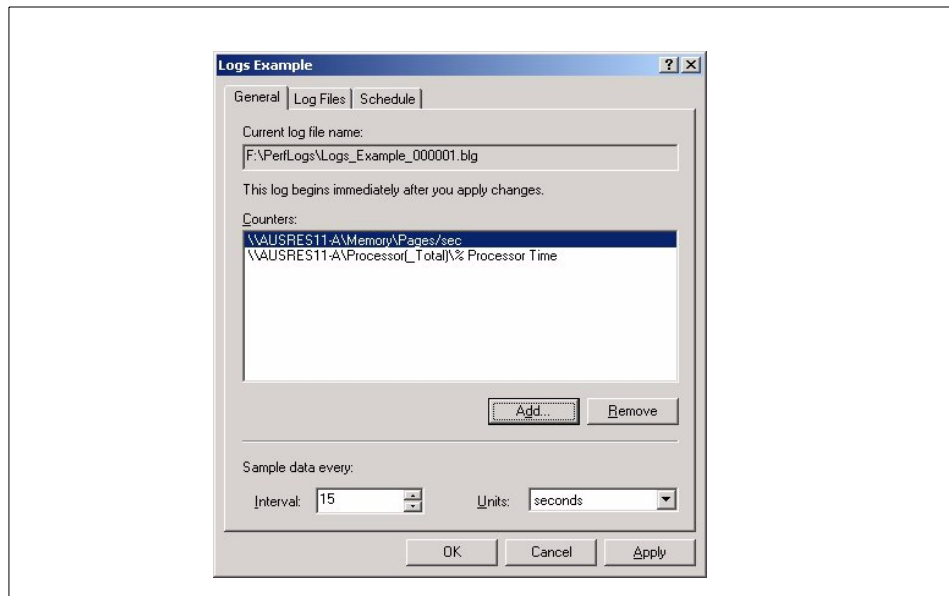 Logs Example
General Log Files Schedule
Current log file name:
F:\PerfLogs\Logs_Example_000001.blg
This log begins immediately after you apply changes.
Counters:
\\AUSRES11-A\Memory\Pages/sec
\\AUSRES11-A\Processor(_Total)\% Processor Time
Add... Remove
Sample data every:
Interval: 15 Units: seconds
OK Cancel Apply